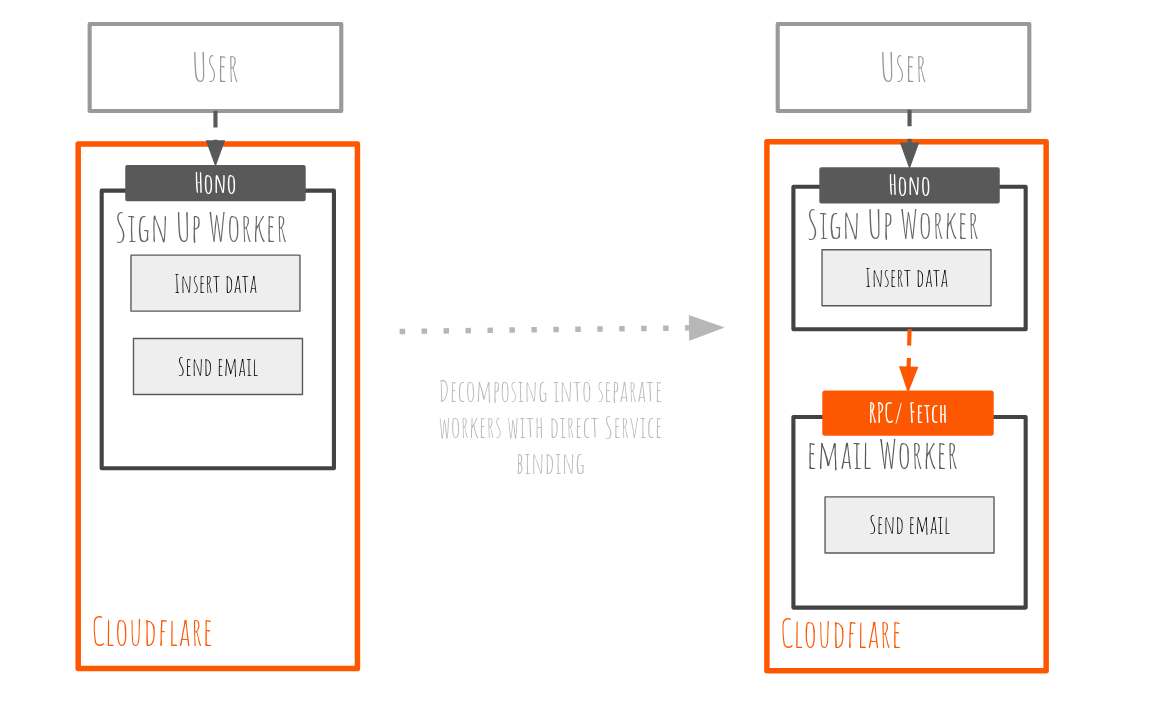 User
Hono
Sign Up Worker
Insert data
Send email
Cloudflare
Decomposing into separate
workers with direct Service
binding
User
Hono
Sign Up Worker
Insert data
RPC/ Fetch
email Worker
Send email
Cloudflare